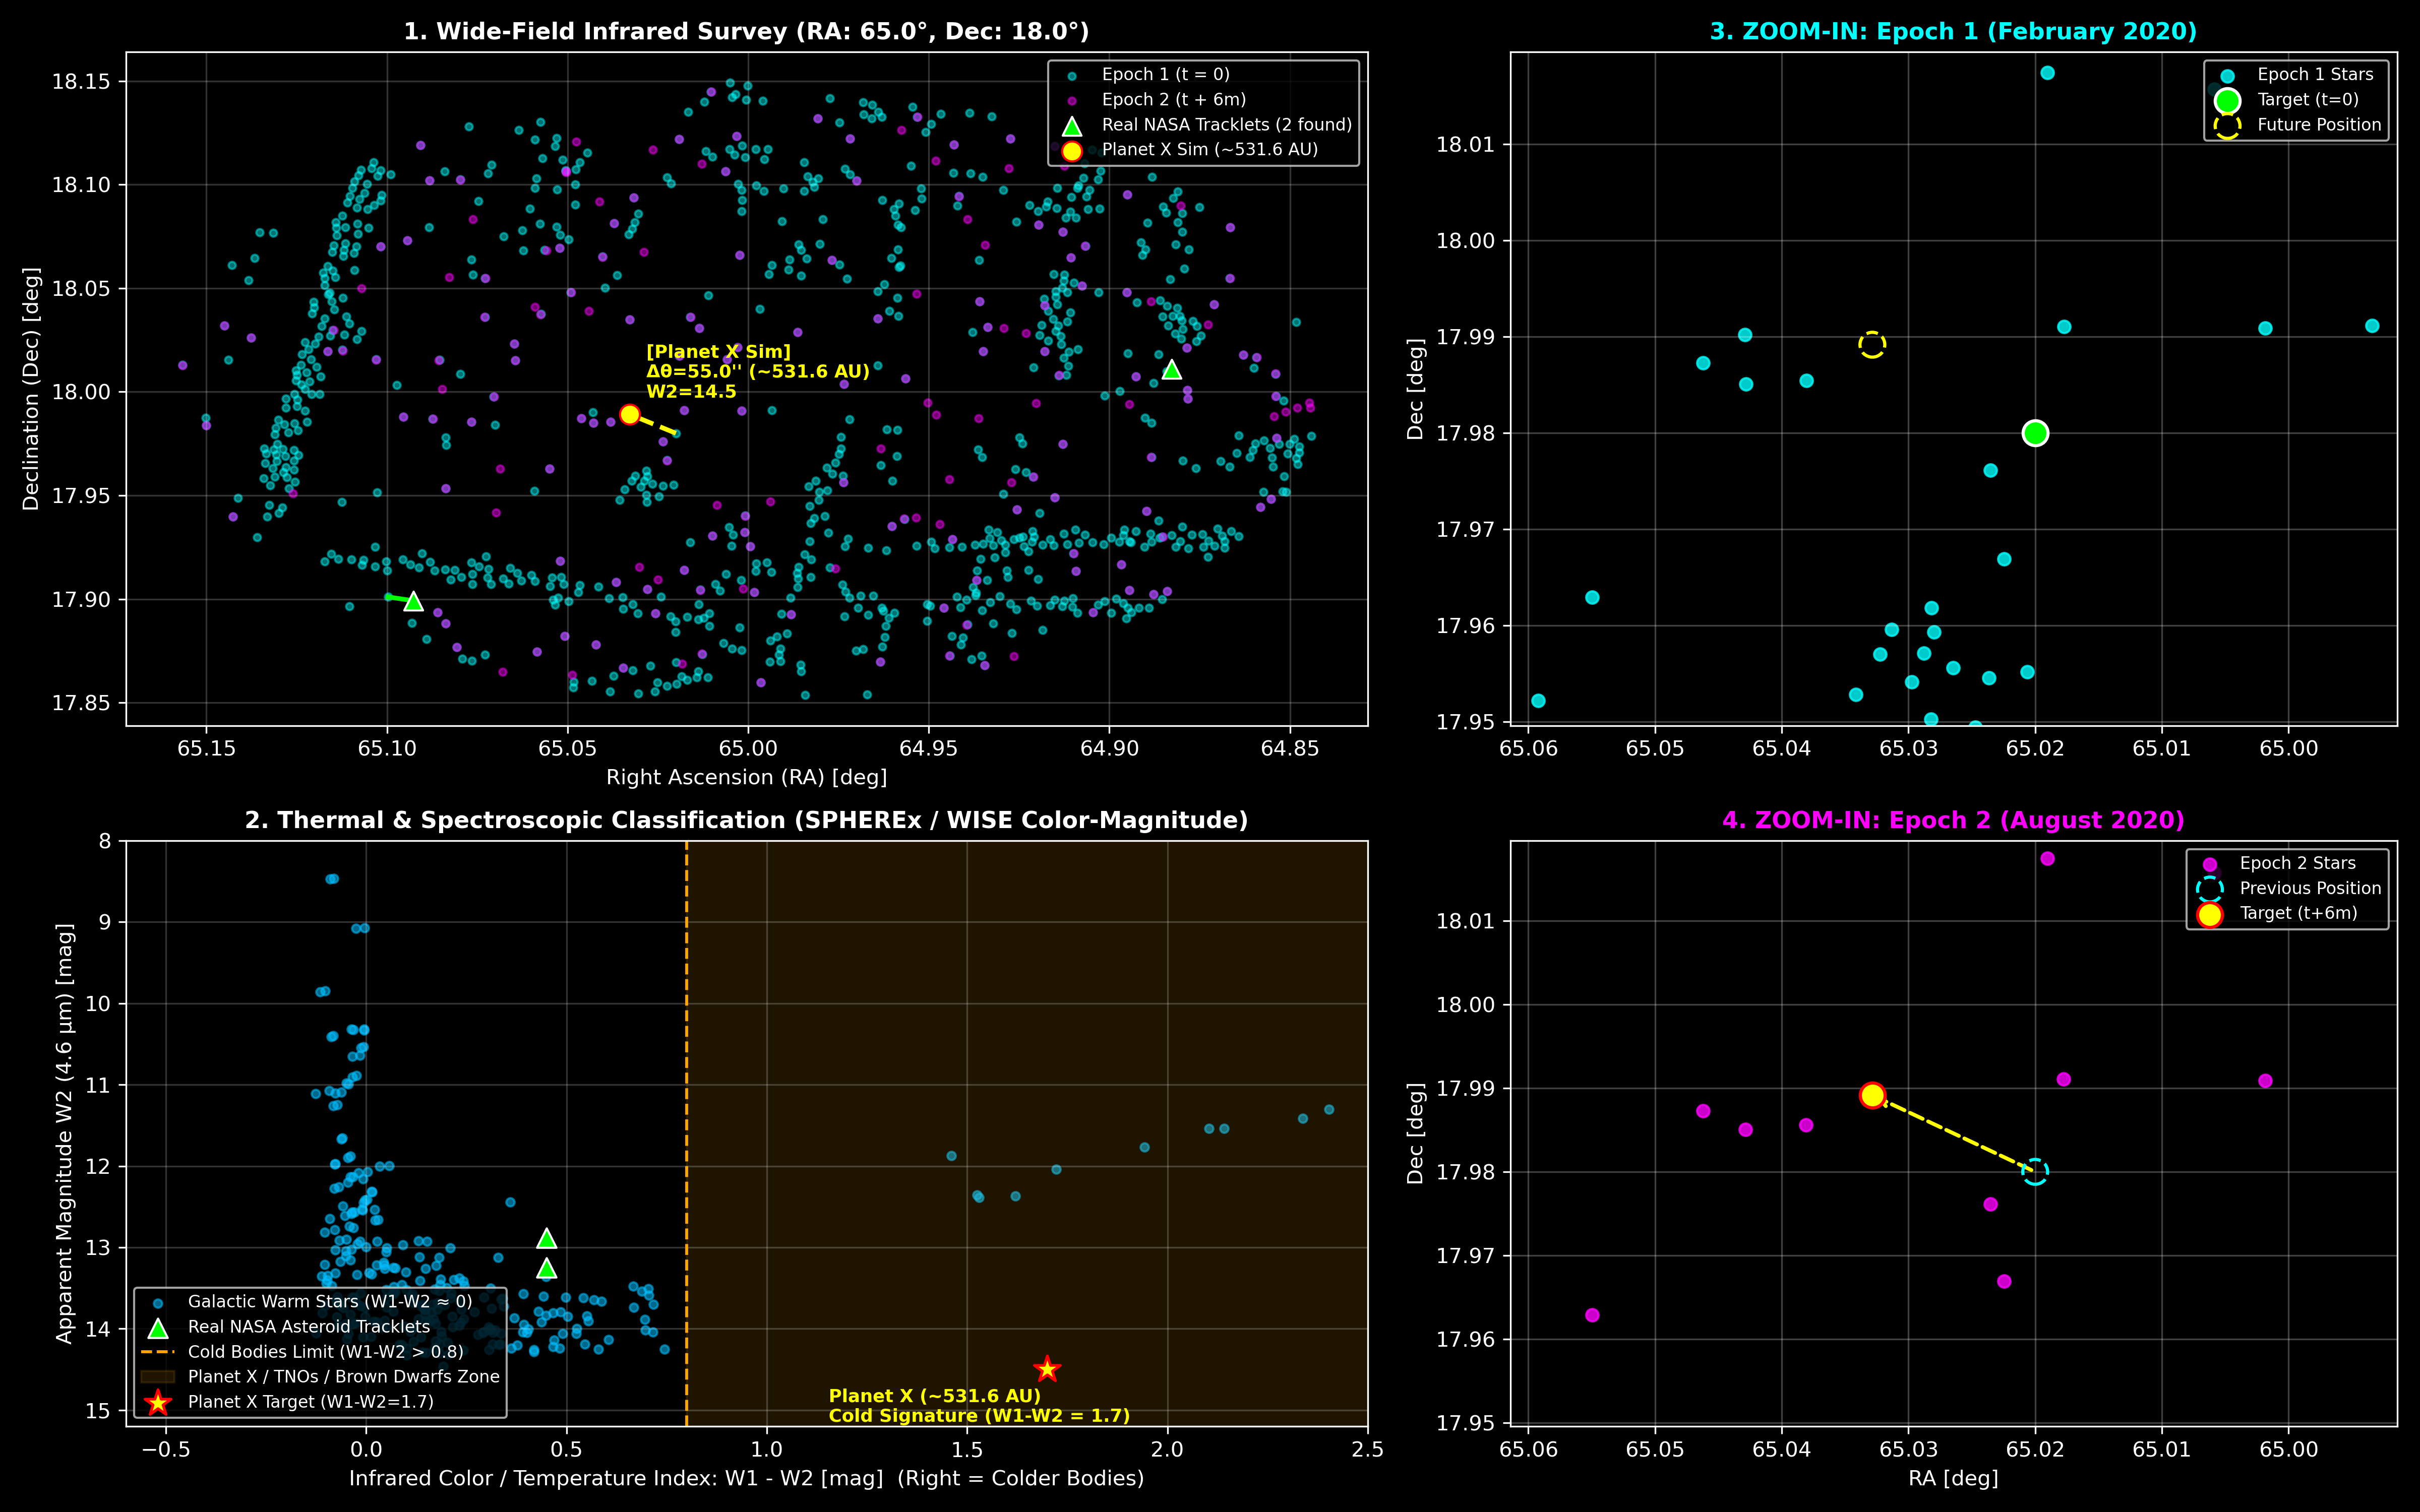 1. Wide-Field Infrared Survey (RA: 65.0°, Dec: 18.0°)
Declination (Dec) [deg]
18.15
18.10
18.05
18.00
17.95
17.90
17.85
Epoch 1 (t = 0)
Epoch 2 (t + 6m)
Real NASA Tracklets (2 found)
Planet X Sim (~531.6 AU)
[Planet X Sim]
Δθ=55.0'' (~531.6 AU)
W2=14.5
65.15 65.10 65.05 65.00 64.95 64.90 64.85
Right Ascension (RA) [deg]
3. ZOOM-IN: Epoch 1 (February 2020)
Dec [deg]
18.01
18.00
17.99
17.98
17.97
17.96
17.95
Epoch 1 Stars
Target (t=0)
Future Position
65.06 65.05 65.04 65.03 65.02 65.01 65.00
2. Thermal & Spectroscopic Classification (SPHEREx / WISE Color-Magnitude)
Apparent Magnitude W2 (4.6 μm) [mag]
8
9
10
11
12
13
14
15
Galactic Warm Stars (W1-W2 ≈ 0)
Real NASA Asteroid Tracklets
Cold Bodies Limit (W1-W2 > 0.8)
Planet X / TNOs / Brown Dwarfs Zone
Planet X Target (W1-W2=1.7)
Planet X (~531.6 AU)
Cold Signature (W1-W2 = 1.7)
−0.5 0.0 0.5 1.0 1.5 2.0 2.5
Infrared Color / Temperature Index: W1 - W2 [mag] (Right = Colder Bodies)
4. ZOOM-IN: Epoch 2 (August 2020)
Dec [deg]
18.01
18.00
17.99
17.98
17.97
17.96
17.95
Epoch 2 Stars
Previous Position
Target (t+6m)
65.06 65.05 65.04 65.03 65.02 65.01 65.00
RA [deg]